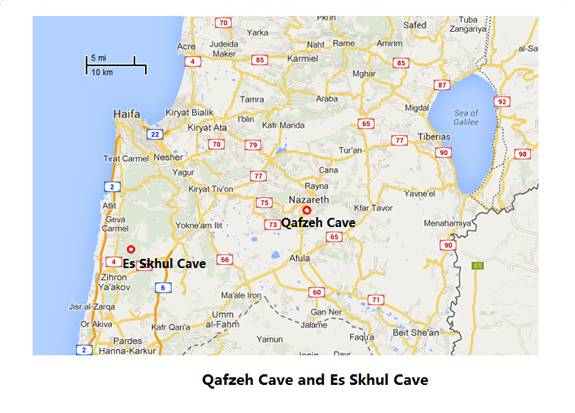 70
Yarka
Pki'in
Safed
Tuba
Zangariya
Acre
Judeida
Maker
Nahf
Rame
Amirim
4
85
Karmiel
85
5 mi
10 km
Mghar
87
Tamra
Araba
Migdal
92
Sea of
Galilee
Haifa
Kiryat Bialik
I'blin
22
Kiryat Ata
Kafr Manda
65
Tiberias
70
79
Tur'an
77
90
98
Tirat Carmel
Nesher
Yagur
77
Cana
Rayna
2
Kiryat Tiv'on
Nazareth
Yavne'el
Atlit
75
Kfar Tavor
Geva
Carmel
Yokne'am Ilit
73
Qafzeh Cave
Menahamiya
65
90
4
Es Skhul Cave
66
Afula
65
Zihron
Ya'akov
6
Ma'ale Iron
60
71
Jisr al-Zarqa
Umm
al-Fahm
Gan Ner
Or Akiva
Kafr Qan'a
Jalame
Faqu'a
Beit She'an
Pardes
Hanna-Karkur
2
Yamun
Qafzeh Cave and Es Skhul Cave